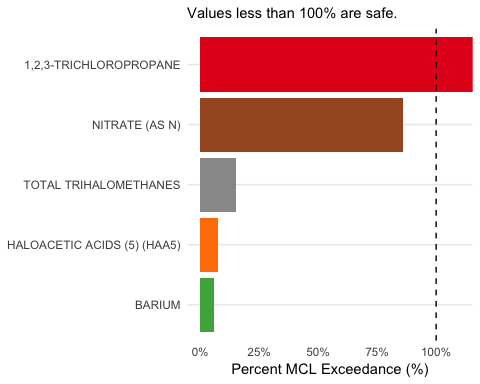 Values less than 100% are safe.
1,2,3-TRICHLOROPROPANE
NITRATE (AS N)
TOTAL TRIHALOMETHANES
HALOACETIC ACIDS (5) (HAA5)
BARIUM
0% 25% 50% 75% 100%
Percent MCL Exceedance (%)